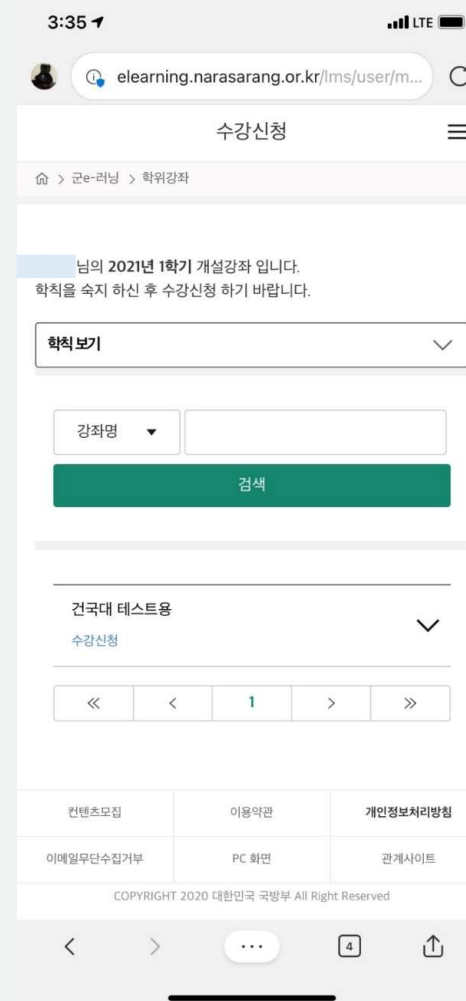 3:35
LTE
elearning.narasarang.or.kr/lms/user/m...
수강신청
군e-러닝 > 학위강좌
님의 2021년 1학기 개설강좌 입니다.
학칙을 숙지 하신 후 수강신청 하기 바랍니다.
학칙 보기
강좌명
검색
건국대 테스트용
수강신청
« < 1 > »
컨텐츠모집 이용약관 개인정보처리방침
이메일무단수집거부 PC 화면 관계사이트
COPYRIGHT 2020 대한민국 국방부 All Right Reserved
4